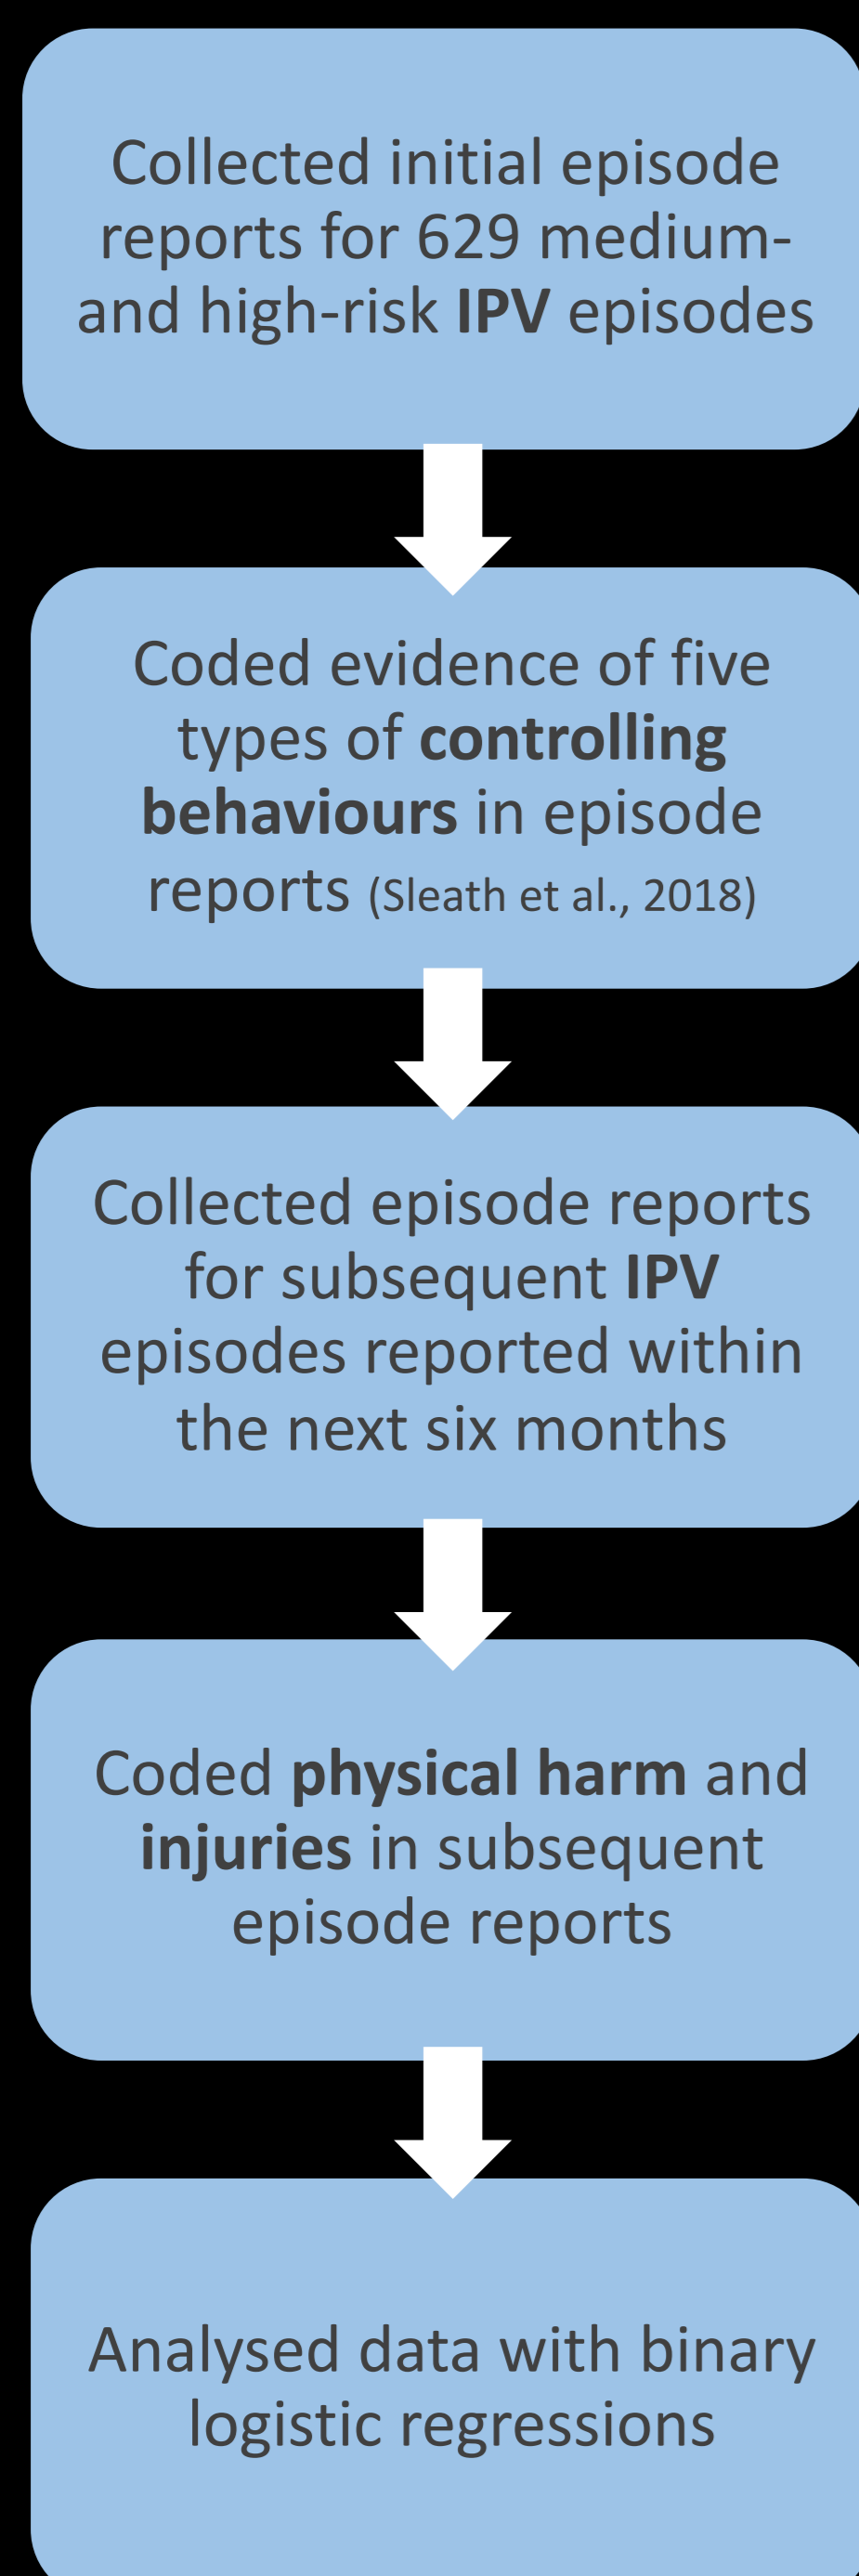 Collected initial episode
reports for 629 medium-
and high-risk IPV episodes
Coded evidence of five
types of controlling
behaviours in episode
reports (Sleath et al., 2018)
Collected episode reports
for subsequent IPV
episodes reported within
the next six months
Coded physical harm and
injuries in subsequent
episode reports
Analysed data with binary
logistic regressions